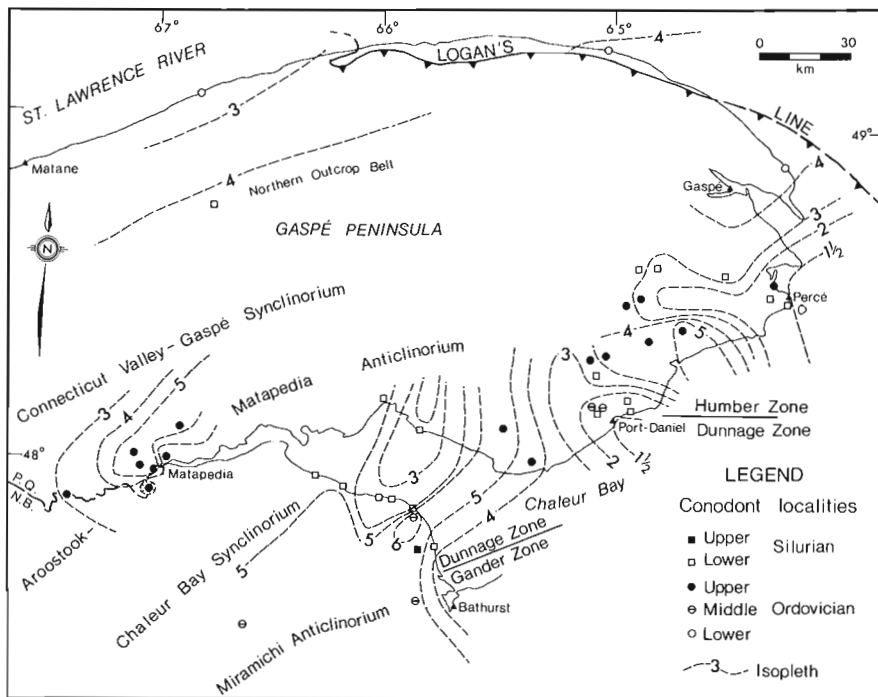 67°
66°
65°
4
0 30
km
LOGAN'S
LINE
ST. LAWRENCE RIVER
3
49°
Matane
4
Northern Outcrop Belt
Gaspé
4
N
GASPÉ PENINSULA
3
2
1½
Percé
Connecticut Valley-Gaspé Synclinorium
4
5
3
Matapedia Anticlinorium
5
4
3
Humber Zone
Dunnage Zone
Port-Daniel
48°
P.Q.
N.B.
Matapedia
3
2
1½
LEGEND
Conodont localities
Upper
Lower
Silurian
Upper
Middle
Lower
Ordovician
3 Isopleth
Chaleur Bay
5
4
Aroostook-
Chaleur Bay Synclinorium
5
5
6
Dunnage Zone
Gander Zone
Bathurst
Miramichi Anticlinorium